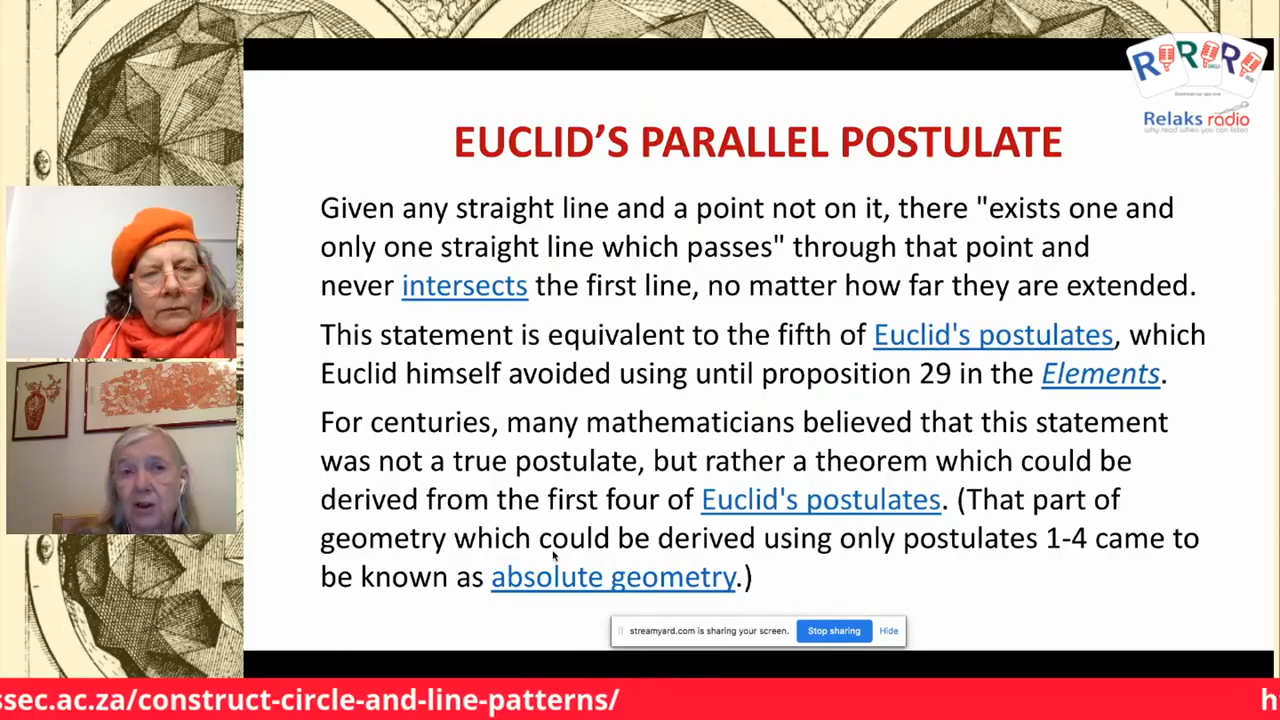 EUCLID'S PARALLEL POSTULATE
Given any straight line and a point not on it, there "exists one and
only one straight line which passes" through that point and
never intersects the first line, no matter how far they are extended.
This statement is equivalent to the fifth of Euclid's postulates, which
Euclid himself avoided using until proposition 29 in the Elements.
For centuries, many mathematicians believed that this statement
was not a true postulate, but rather a theorem which could be
derived from the first four of Euclid's postulates. (That part of
geometry which could be derived using only postulates 1-4 came to
be known as absolute geometry.)
Relaks radio
why read when you can listen
streamyard.com is sharing your screen. Stop sharing Hide
ssec.ac.za/construct-circle-and-line-patterns/